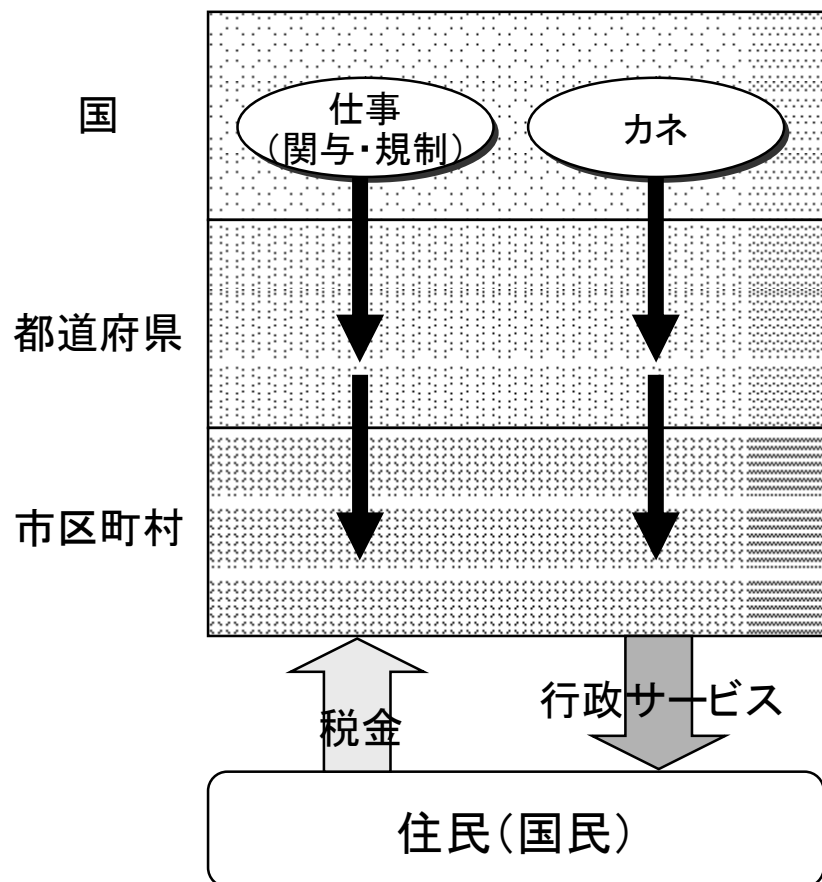 国
仕事
（関与・規制）
カネ
都道府県
市区町村
税金
行政サービス
住民（国民）